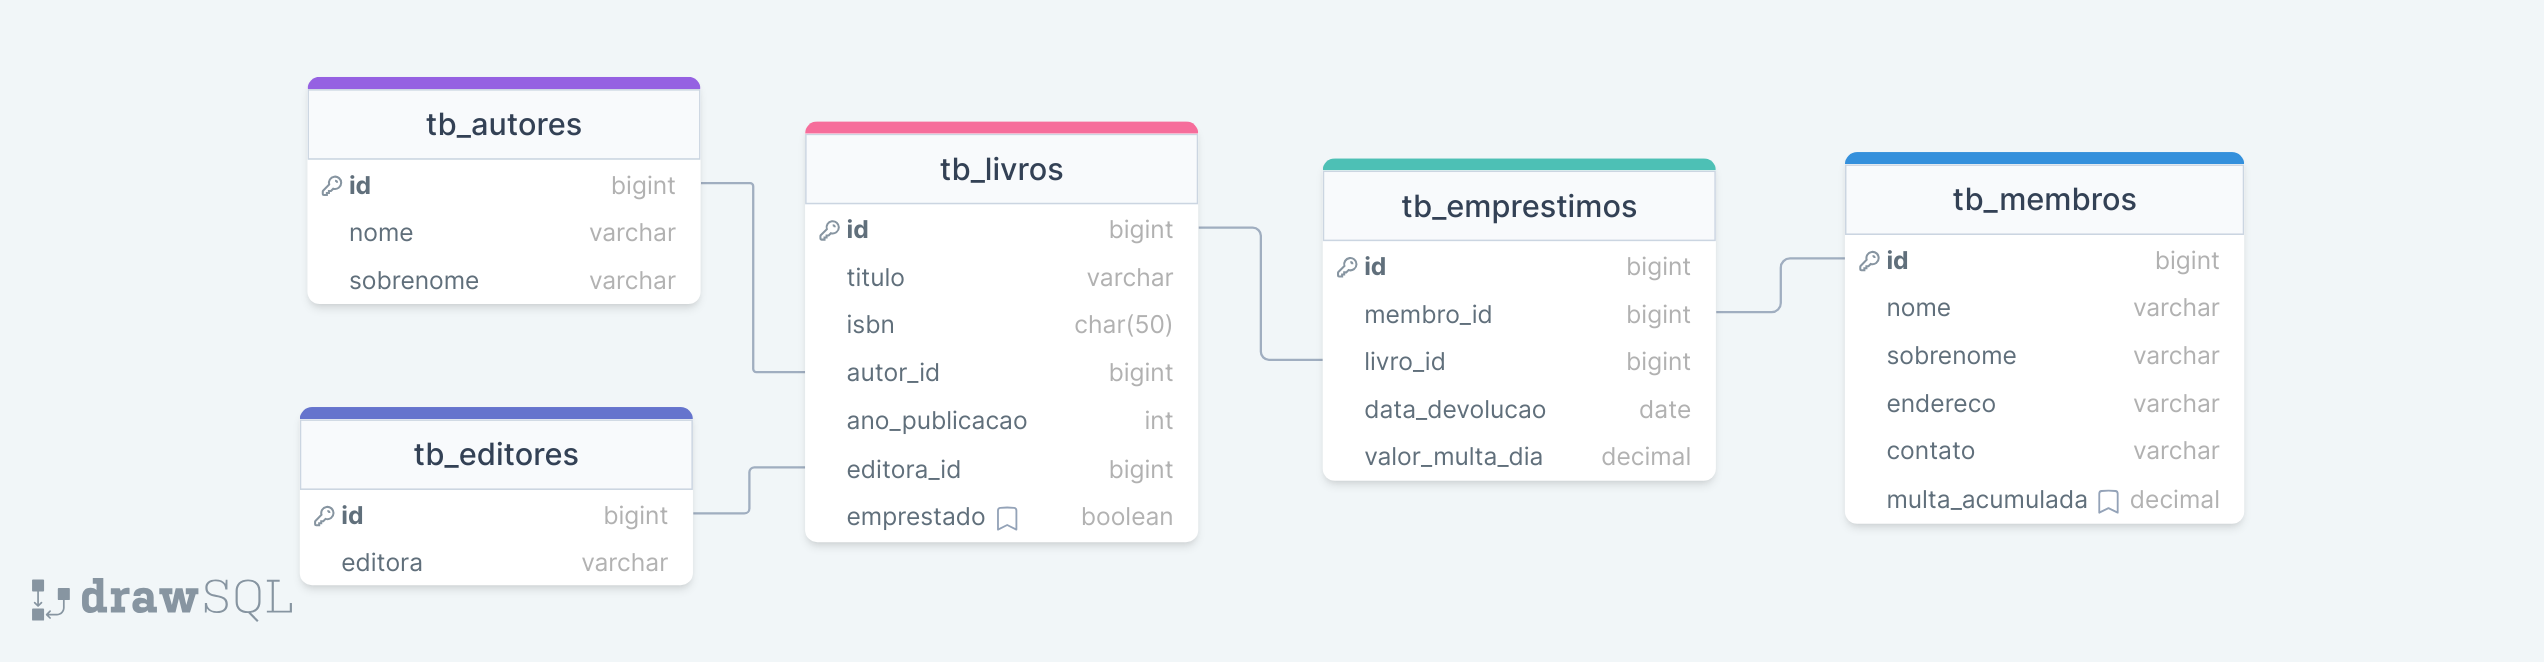 tb_autores
id bigint
nome varchar
sobrenome varchar
tb_editores
id bigint
editora varchar
tb_livros
id bigint
titulo varchar
isbn char(50)
autor_id bigint
ano_publicacao int
editora_id bigint
emprestado boolean
tb_emprestimos
id bigint
membro_id bigint
livro_id bigint
data_devolucao date
valor_multa_dia decimal
tb_membros
id bigint
nome varchar
sobrenome varchar
endereco varchar
contato varchar
multa_acumulada decimal
drawSQL